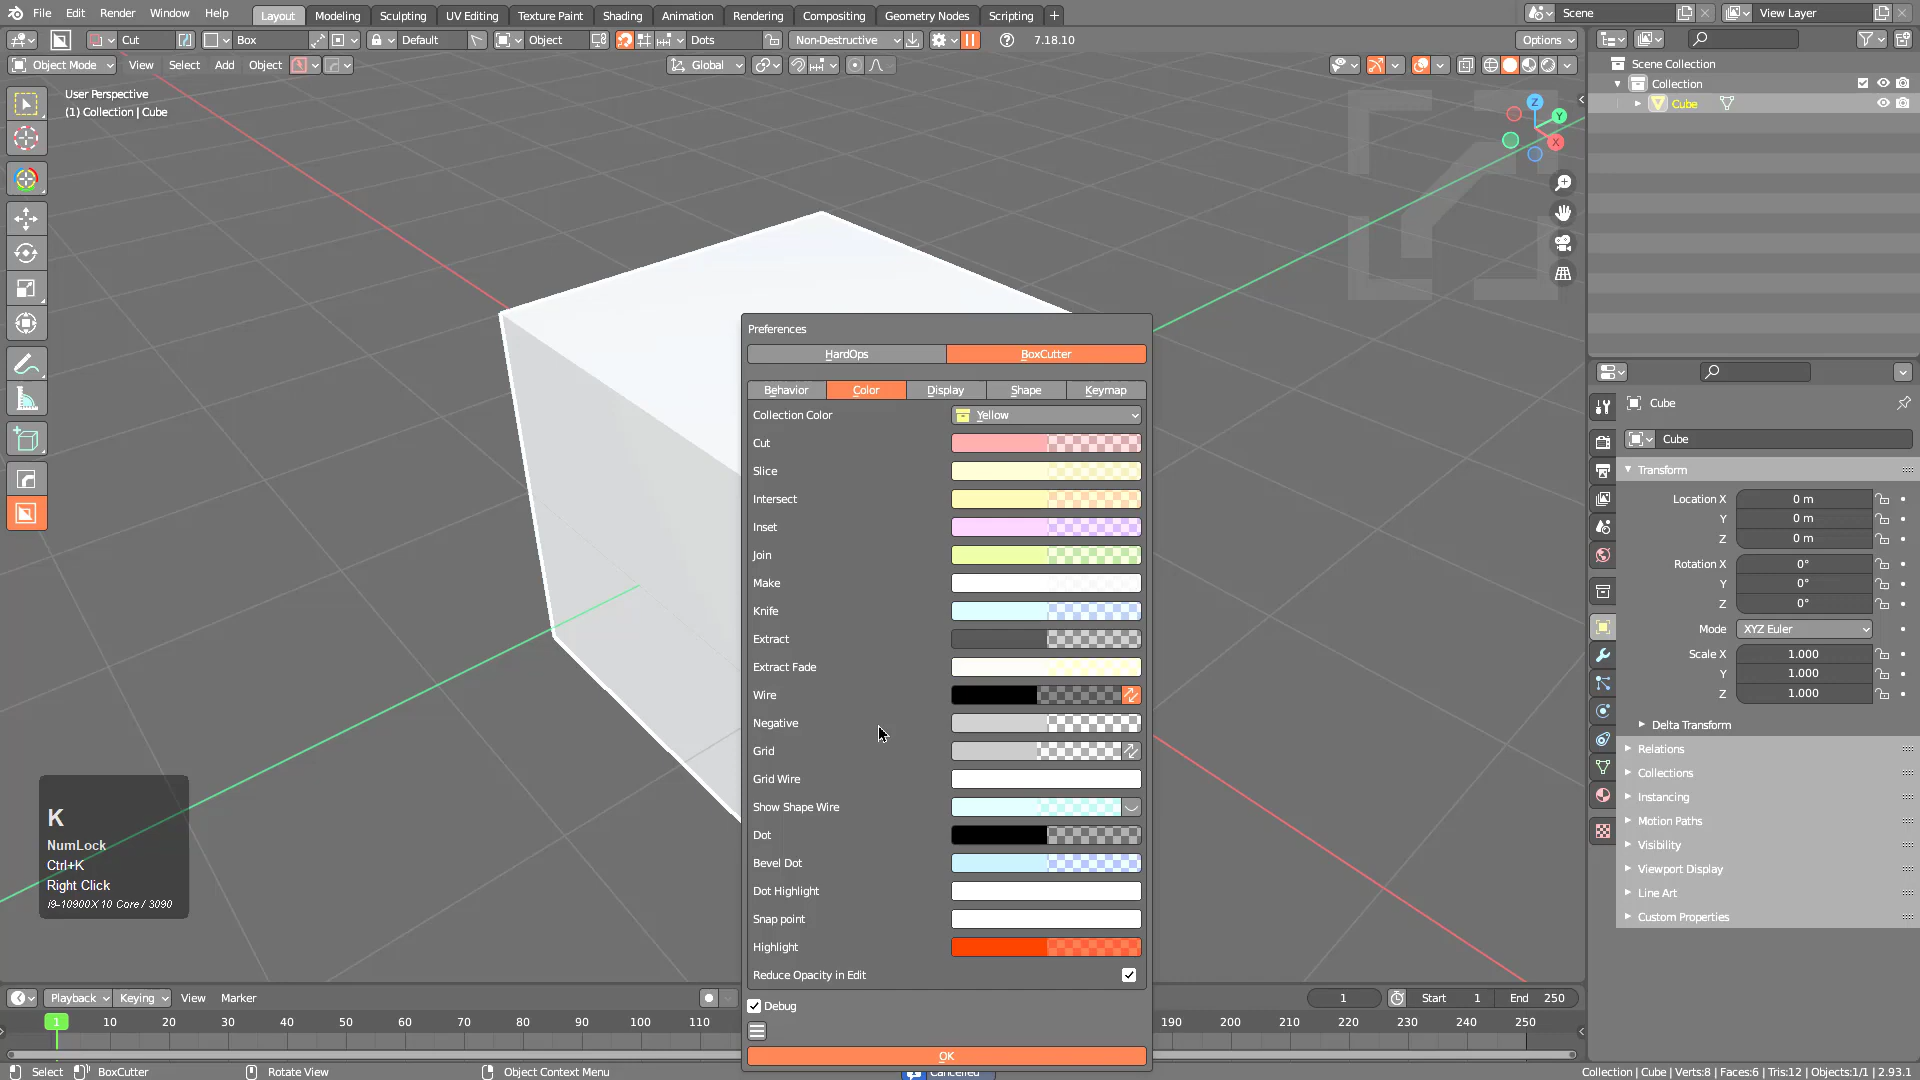 File Edit Render Window Help Layout Modeling Sculpting UV Editing Texture Paint Shading Animation Rendering Compositing Geometry Nodes Scripting + Scene View Layer
Cut Box Default Object Dots Non-Destructive 7.18.10 Options
Object Mode View Select Add Object Global
User Perspective
(1) Collection | Cube
Scene Collection
Collection
Cube
Z
Y
X
Preferences
HardOps BoxCutter
Behavior Color Display Shape Keymap
Collection Color Yellow
Cut
Slice
Intersect
Inset
Join
Make
Knife
Extract
Extract Fade
Wire
Negative
Grid
Grid Wire
Show Shape Wire
Dot
Bevel Dot
Dot Highlight
Snap point
Highlight
Reduce Opacity in Edit
Debug
OK
K
NumLock
Ctrl+K
Right Click
i9-10900X 10 Core / 3090
Cube
Cube
Transform
Location X 0 m
Y 0 m
Z 0 m
Rotation X 0°
Y 0°
Z 0°
Mode XYZ Euler
Scale X 1.000
Y 1.000
Z 1.000
Delta Transform
Relations
Collections
Instancing
Motion Paths
Visibility
Viewport Display
Line Art
Custom Properties
Playback Keying View Marker 1 Start 1 End 250
1 10 20 30 40 50 60 70 80 90 100 110 190 200 210 220 230 240 250
Select BoxCutter Rotate View Object Context Menu Cancelled Collection | Cube | Verts:8 | Faces:6 | Tris:12 | Objects:1/1 | 2.93.1